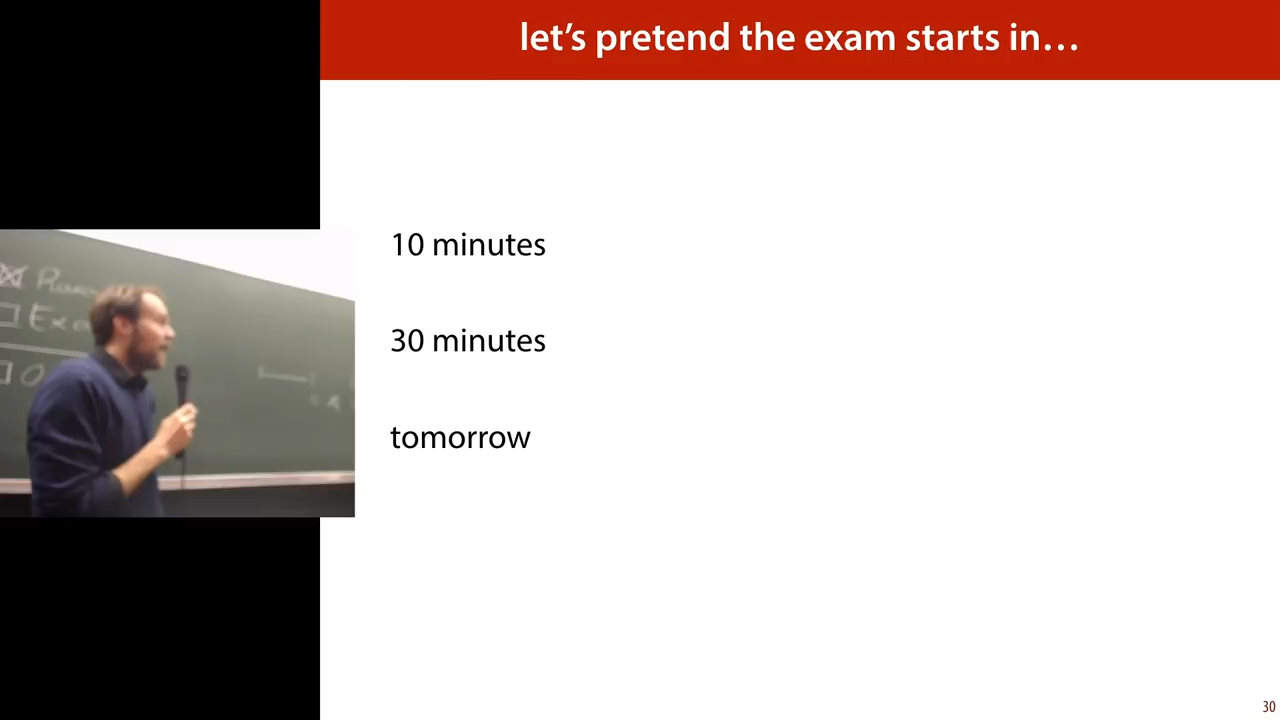 let’s pretend the exam starts in…
10 minutes
30 minutes
tomorrow
30